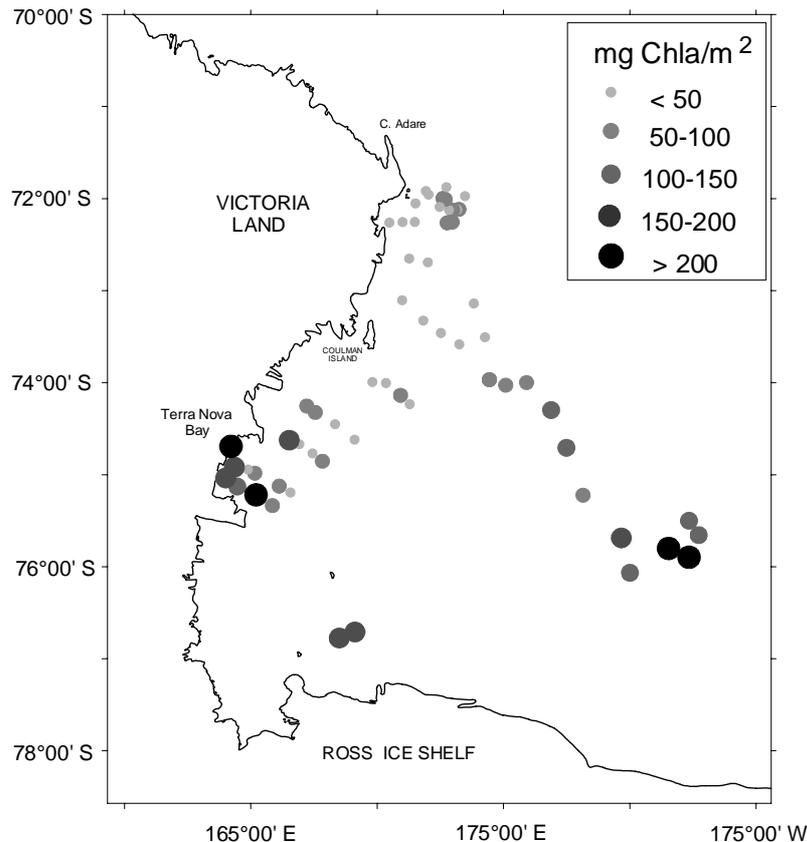 70°00' S
72°00' S
74°00' S
76°00' S
78°00' S
165°00' E
175°00' E
175°00' W
mg Chla/m²
< 50
50-100
100-150
150-200
> 200
C. Adare
VICTORIA
LAND
COULMAN
ISLAND
Terra Nova
Bay
ROSS ICE SHELF